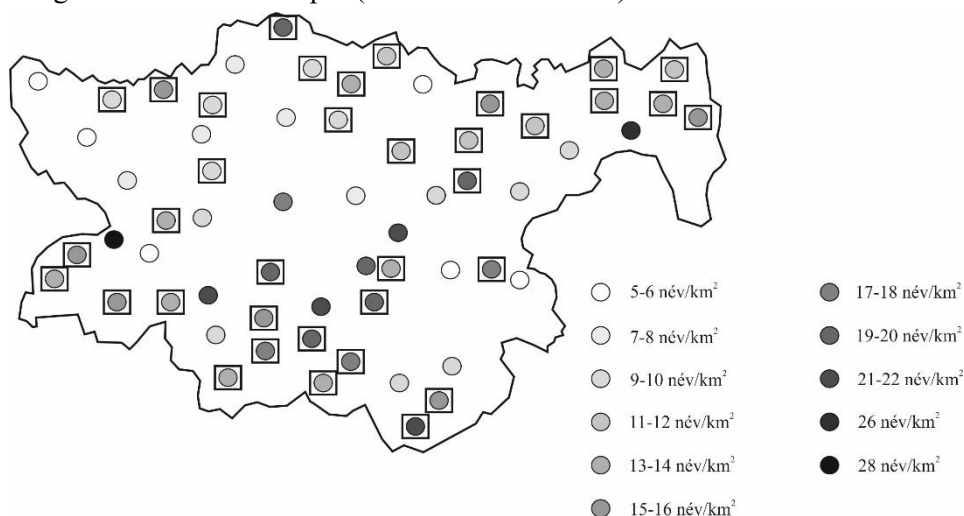 5-6 név/km²
7-8 név/km²
9-10 név/km²
11-12 név/km²
13-14 név/km²
15-16 név/km²
17-18 név/km²
19-20 név/km²
21-22 név/km²
26 név/km²
28 név/km²